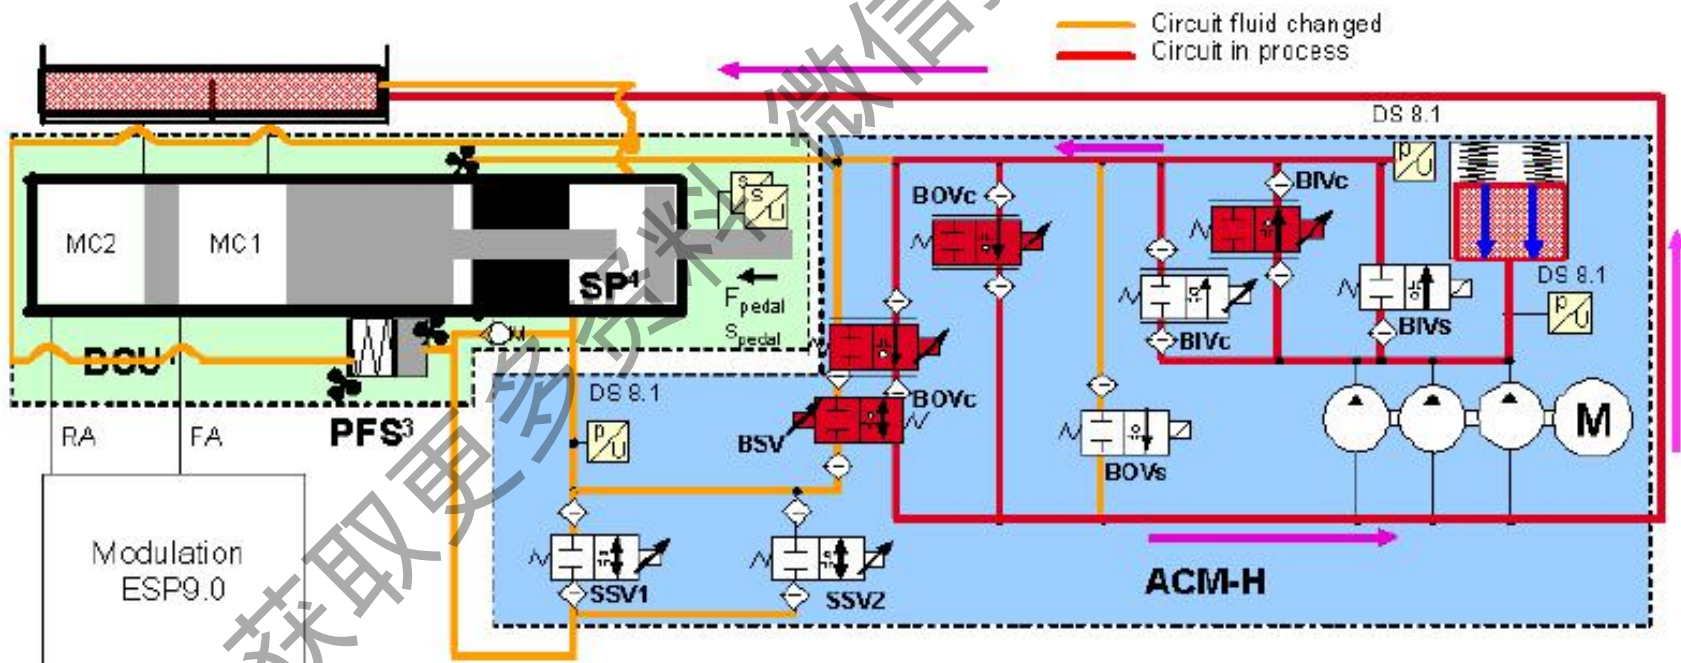 Circuit fluid changed
Circuit in process
DS 8.1
P
U
BOVc
BIVc
S
S
U
MC2
MC1
SP⁴
F pedal
S pedal
DS 8.1
P
U
BIVc
BIVs
BCU
DS 8.1
P
U
BOVc
BSV
M
RA
FA
PFS³
BOVs
Modulation
ESP9.0
SSV1
SSV2
ACM-H
获取更多资料 微信